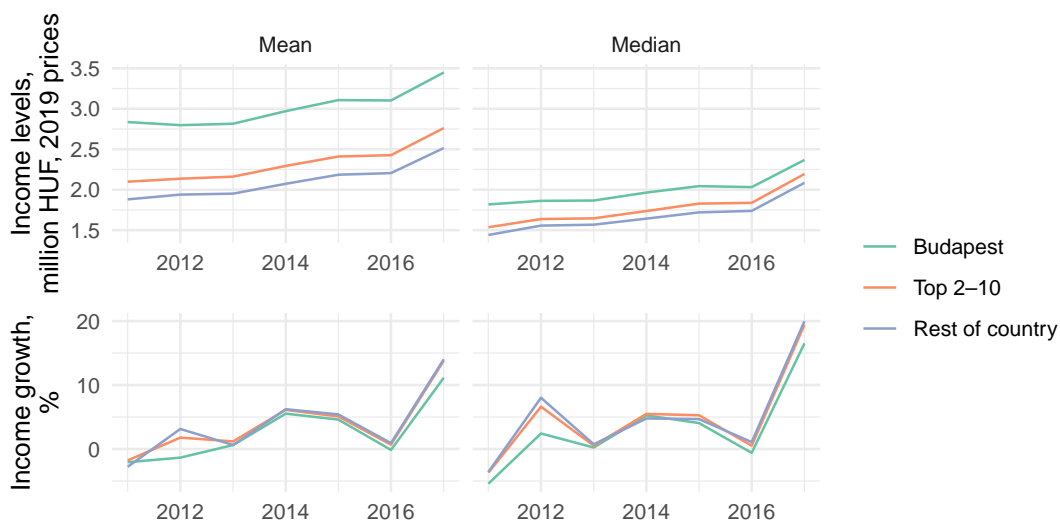 Mean
Median
Income levels,
million HUF, 2019 prices
3.5
3.0
2.5
2.0
1.5
2012
2014
2016
2012
2014
2016
Budapest
Top 2–10
Rest of country
Income growth,
%
20
10
0
2012
2014
2016
2012
2014
2016